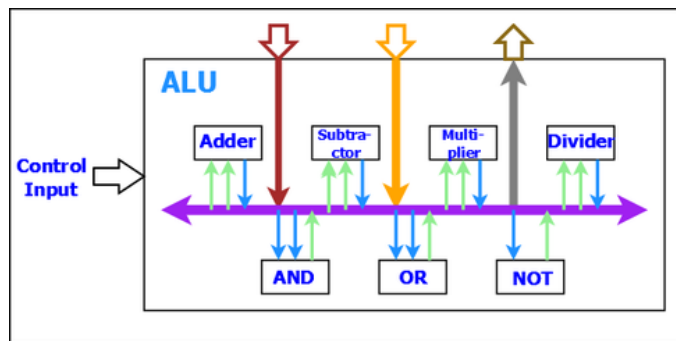 ALU
Adder
Subtra-
ctor
Multi-
plier
Divider
Control
Input
AND
OR
NOT